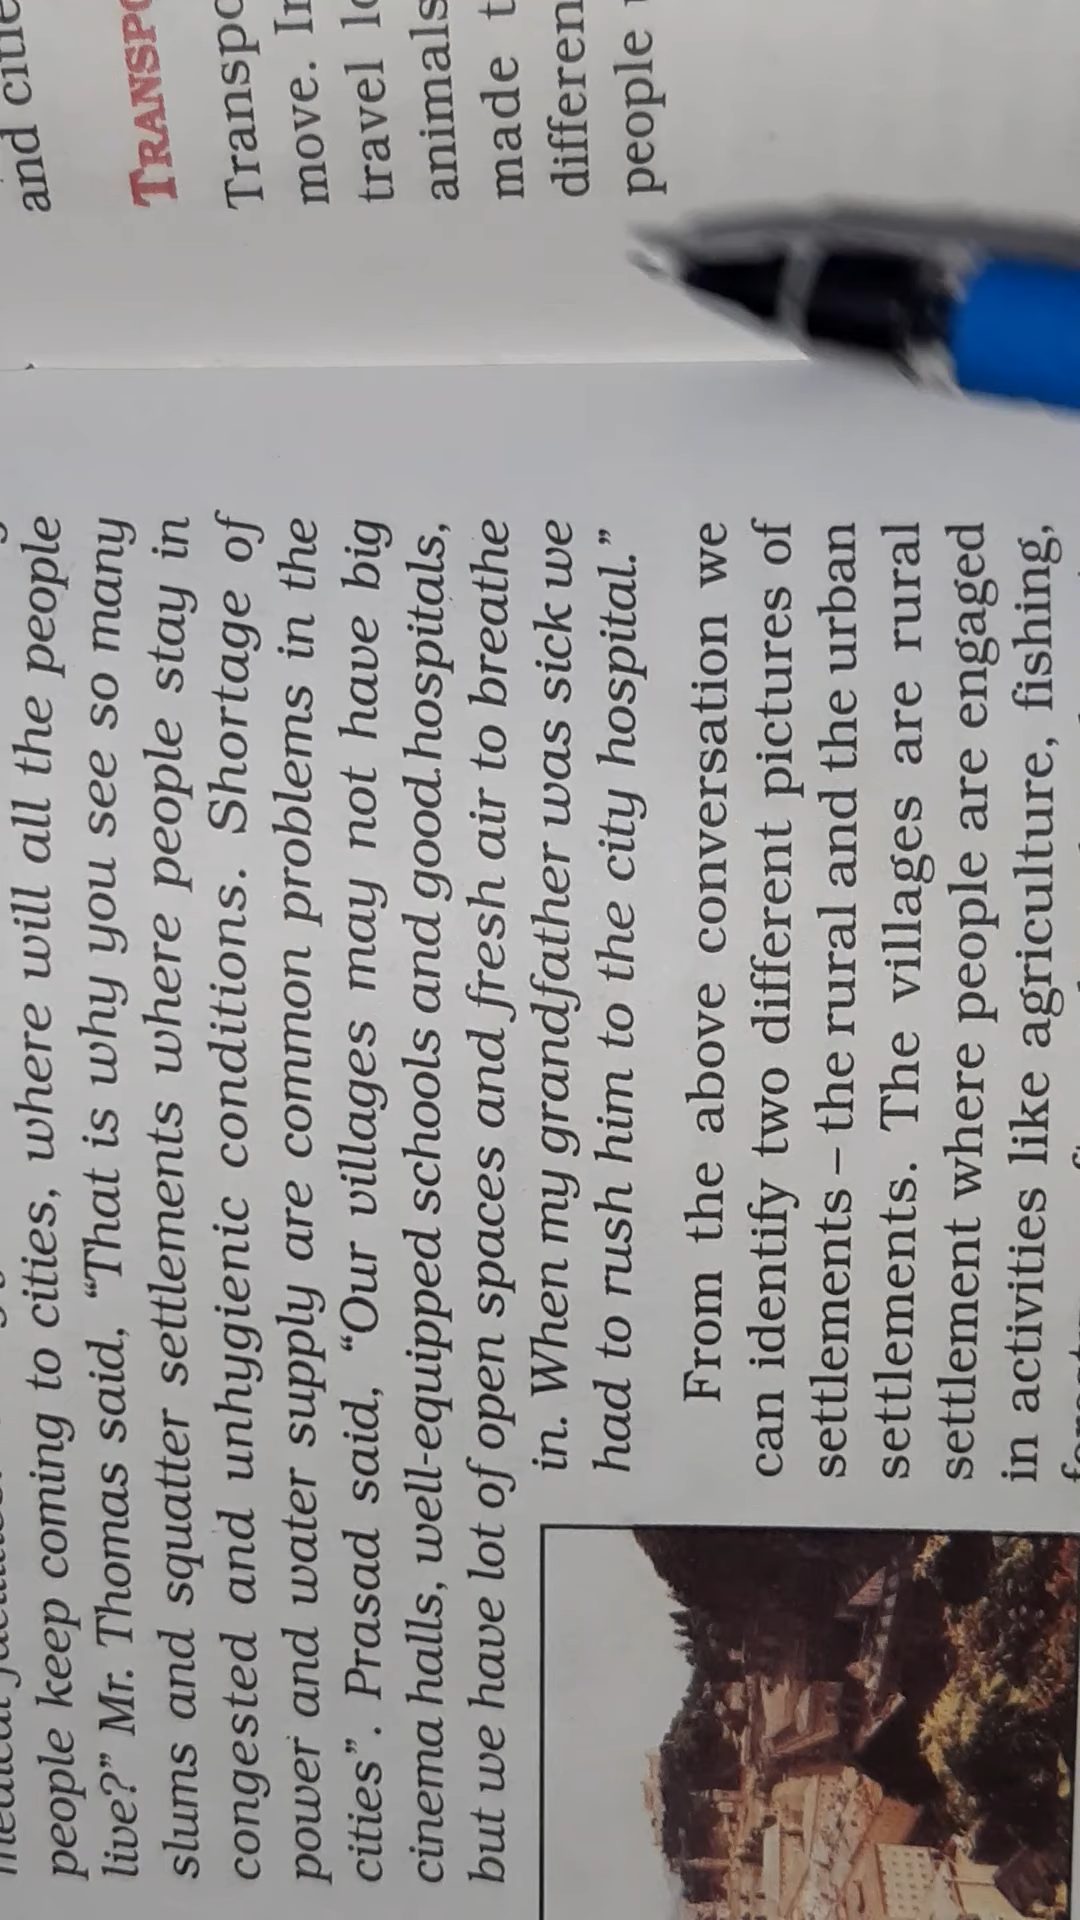 people keep coming to cities, where will all the people
live?” Mr. Thomas said, “That is why you see so many
slums and squatter settlements where people stay in
congested and unhygienic conditions. Shortage of
power and water supply are common problems in the
cities”. Prasad said, “Our villages may not have big
cinema halls, well-equipped schools and good hospitals,
but we have lot of open spaces and fresh air to breathe
in. When my grandfather was sick we
had to rush him to the city hospital.”
From the above conversation we
can identify two different pictures of
settlements – the rural and the urban
settlements. The villages are rural
settlement where people are engaged
in activities like agriculture, fishing,
and
TRANSPO
Transpo
move. In
travel
animals
made
differen
people